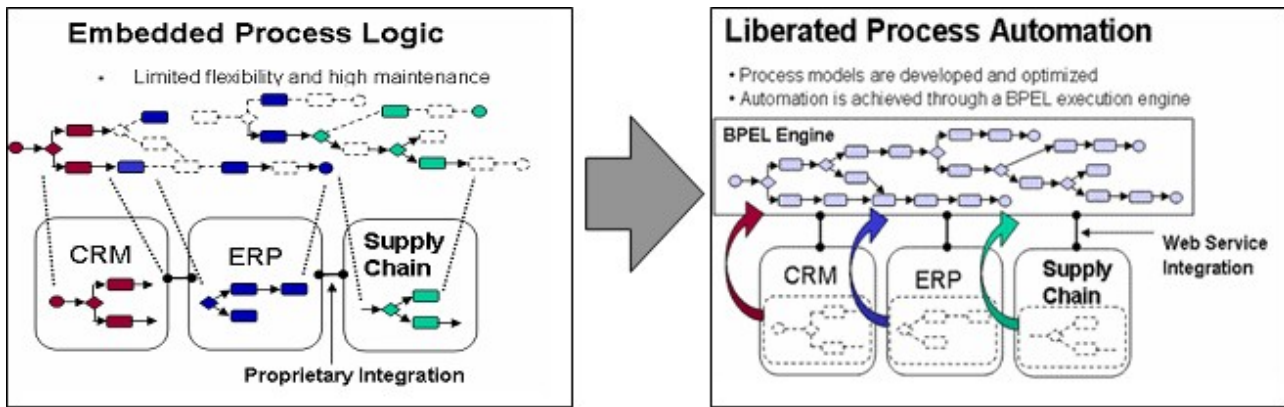 Embedded Process Logic
• Limited flexibility and high maintenance
CRM
ERP
Supply
Chain
Proprietary Integration
Liberated Process Automation
• Process models are developed and optimized
• Automation is achieved through a BPEL execution engine
BPEL Engine
CRM
ERP
Supply
Chain
Web Service
Integration